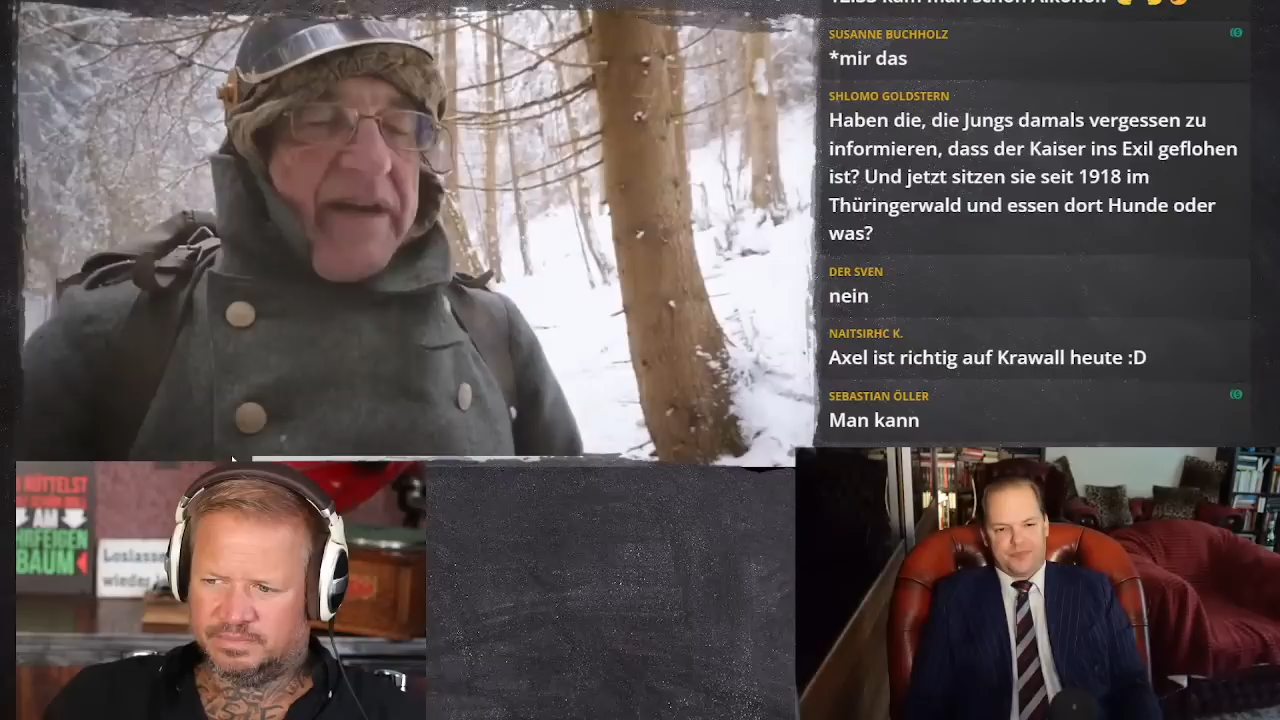 SUSANNE BUCHHOLZ
*mir das
SHLOMO GOLDSTERN
Haben die, die Jungs damals vergessen zu
informieren, dass der Kaiser ins Exil geflohen
ist? Und jetzt sitzen sie seit 1918 im
Thüringerwald und essen dort Hunde oder
was?
DER SVEN
nein
NAITSIRHC K.
Axel ist richtig auf Krawall heute :D
SEBASTIAN ÖLLER
Man kann
AM
BAUM
wieder